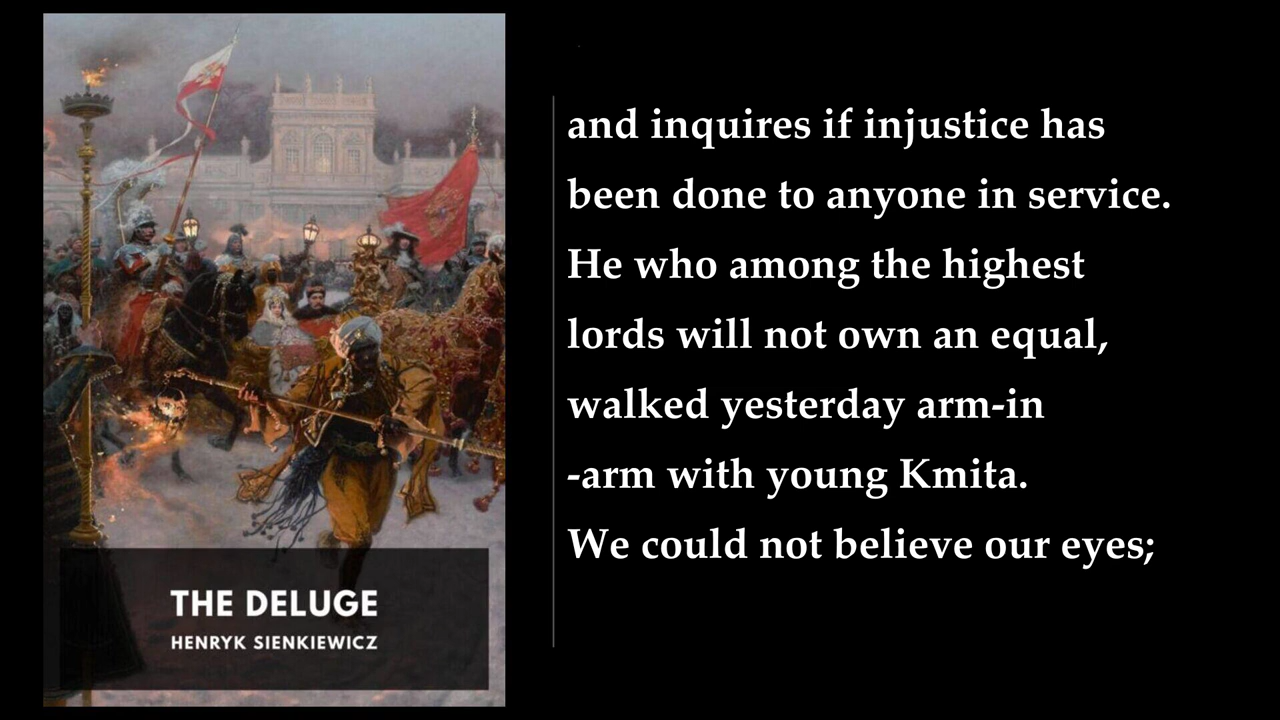 THE DELUGE
HENRYK SIENKIEWICZ
and inquires if injustice has
been done to anyone in service.
He who among the highest
lords will not own an equal,
walked yesterday arm-in
-arm with young Kmita.
We could not believe our eyes;